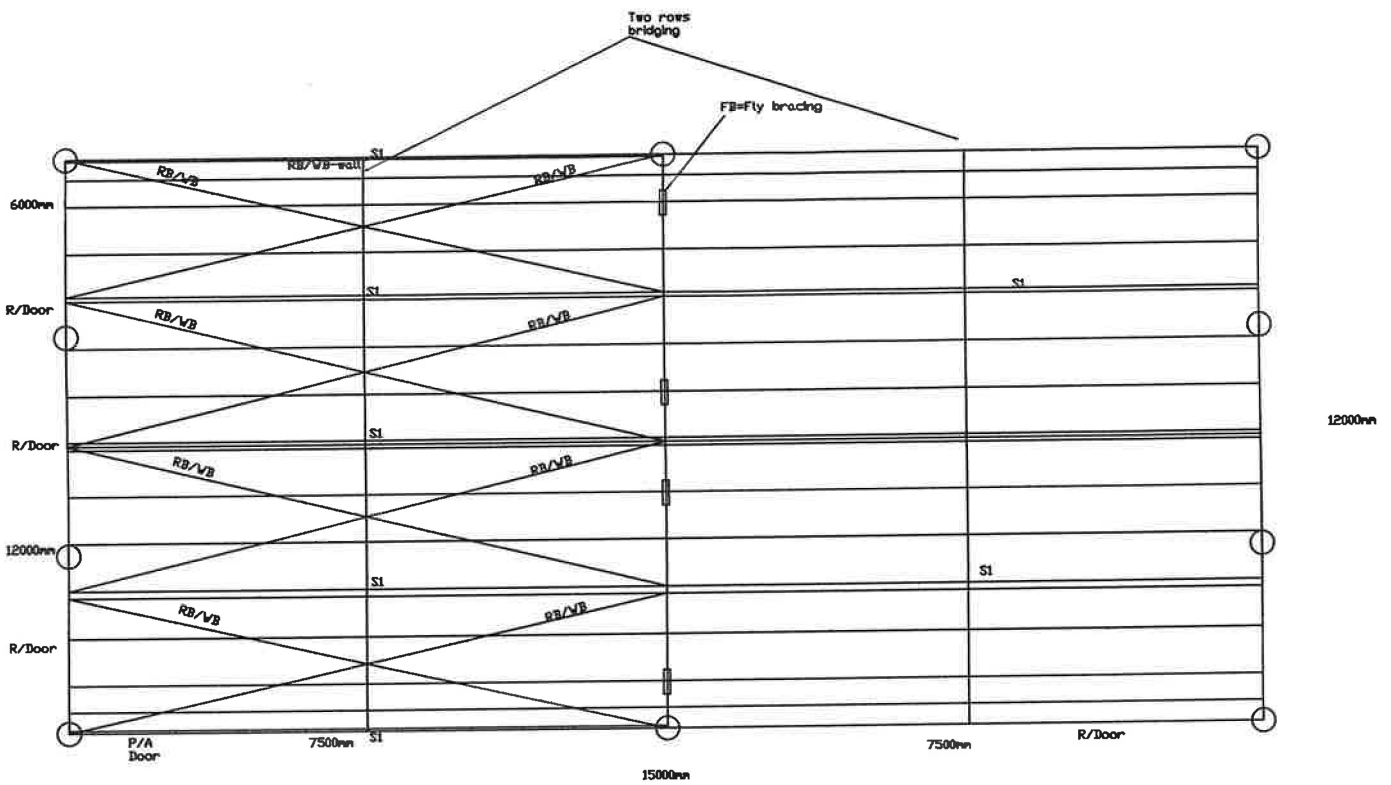 Two rows
bridging
FB=Fly bracing
S1
RB/WB-wall
RB/WB
RB/WB
6000mm
S1
S1
R/Door
RB/WB
RB/WB
12000mm
S1
R/Door
RB/WB
RB/WB
12000mm
S1
S1
RB/WB
RB/WB
R/Door
P/A
Door
7500mm
S1
7500mm
R/Door
15000mm